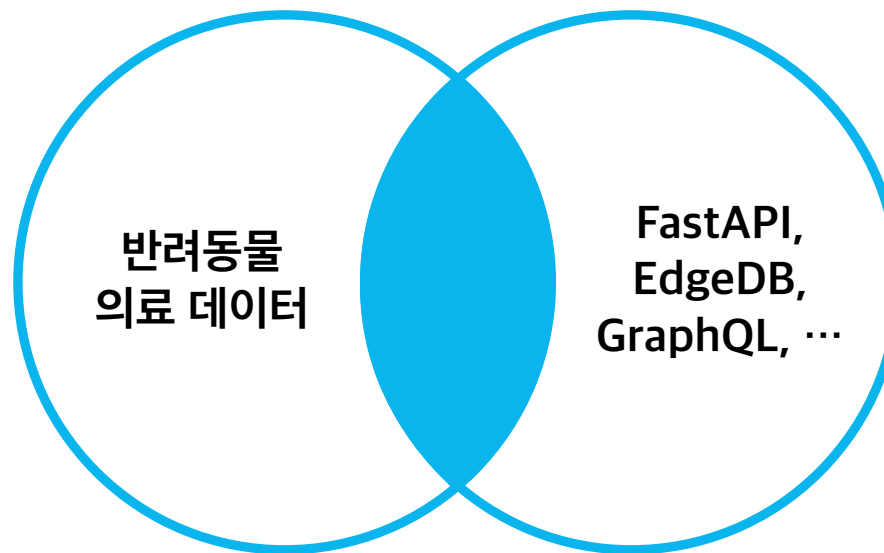 반려동물
의료 데이터
FastAPI,
EdgeDB,
GraphQL, ···